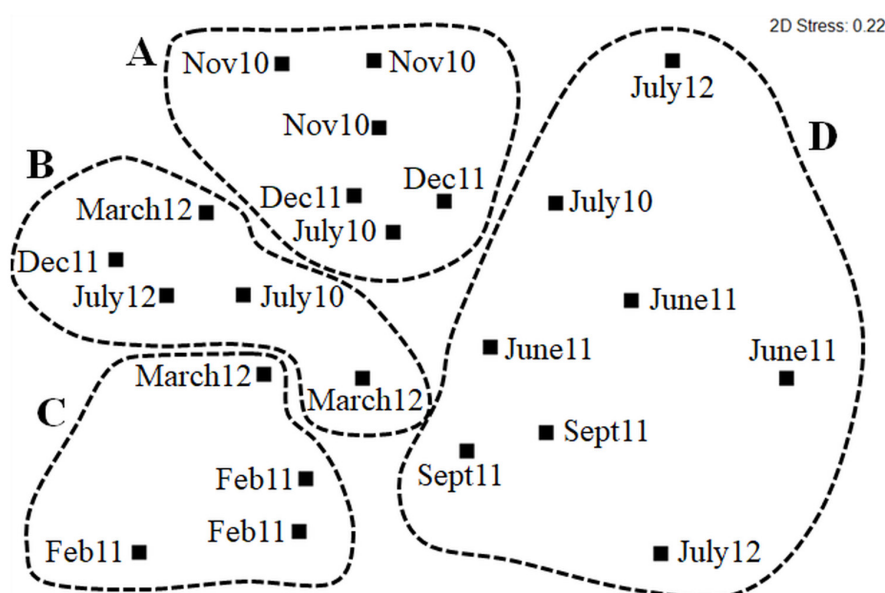 2D Stress: 0.22
A
Nov10
Nov10
July12
Nov10
D
B
Dec11
Dec11
March12
July10
July10
Dec11
July12
July10
June11
June11
June11
March12
March12
C
Sept11
Feb11
Sept11
Feb11
Feb11
July12